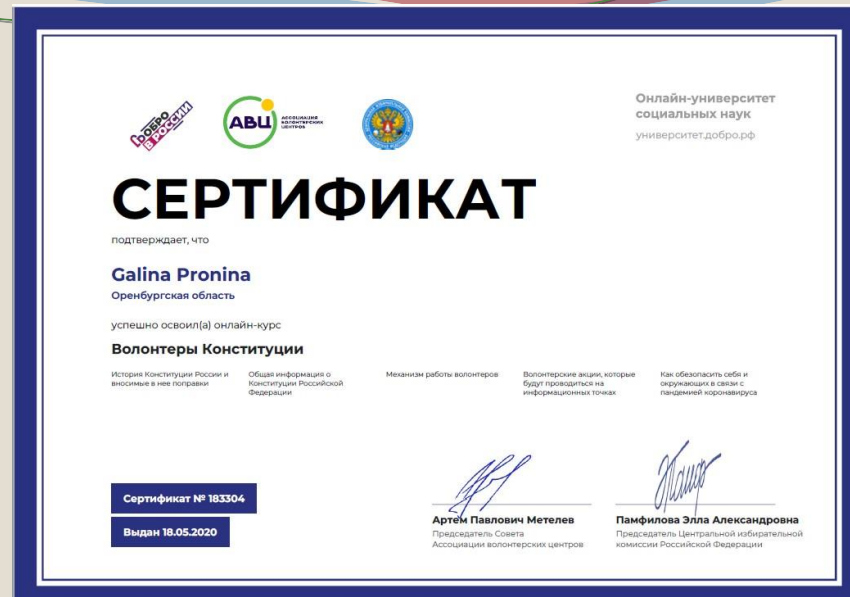 ДОБРО
В РОССИИ
АВЦ
АССОЦИАЦИЯ
ВОЛОНТЕРСКИХ
ЦЕНТРОВ
Онлайн-университет
социальных наук
университет.добро.рф
СЕРТИФИКАТ
подтверждает, что
Galina Pronina
Оренбургская область
успешно освоил(а) онлайн-курс
Волонтеры Конституции
История Конституции России и
вносимые в нее поправки
Общая информация о
Конституции Российской
Федерации
Механизм работы волонтеров
Волонтерские акции, которые
будут проводиться на
информационных точках
Как обезопасить себя и
окружающих в связи с
пандемией коронавируса
Сертификат № 183304
Выдан 18.05.2020
Артем Павлович Метелев
Председатель Совета
Ассоциации волонтерских центров
Памфилова Элла Александровна
Председатель Центральной избирательной
комиссии Российской Федерации